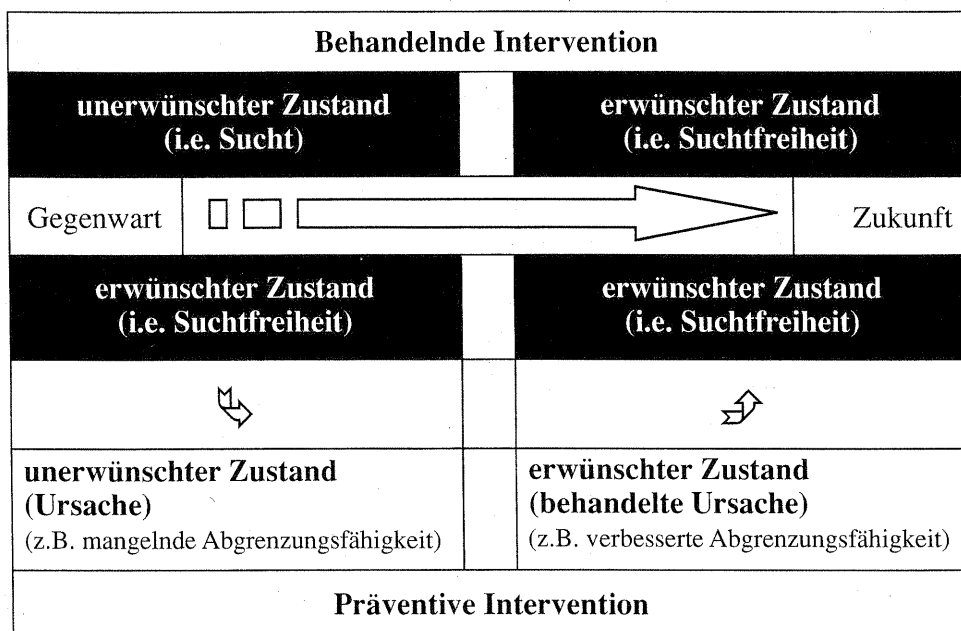 Behandelnde Intervention
unerwünschter Zustand
(i.e. Sucht)
erwünschter Zustand
(i.e. Suchtfreiheit)
Gegenwart
Zukunft
erwünschter Zustand
(i.e. Suchtfreiheit)
erwünschter Zustand
(i.e. Suchtfreiheit)
unerwünschter Zustand
(Ursache)
(z.B. mangelnde Abgrenzungsfähigkeit)
erwünschter Zustand
(behandelte Ursache)
(z.B. verbesserte Abgrenzungsfähigkeit)
Präventive Intervention